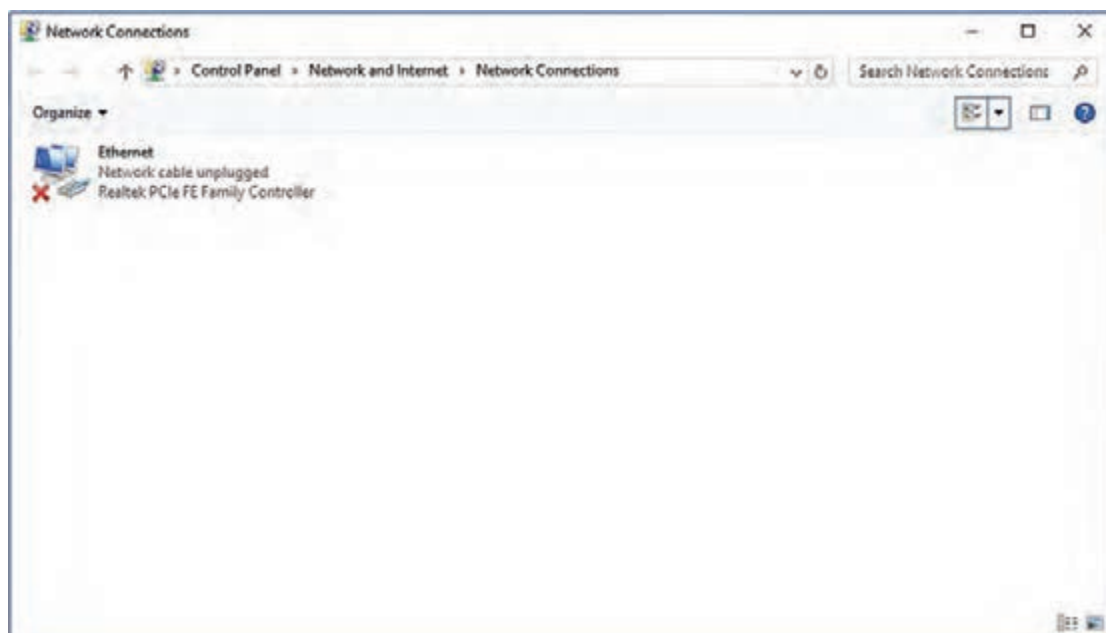 Network Connections
Control Panel > Network and Internet > Network Connections
Search Network Connections
Organize
Ethernet
Network cable unplugged
Realtek PCIe FE Family Controller